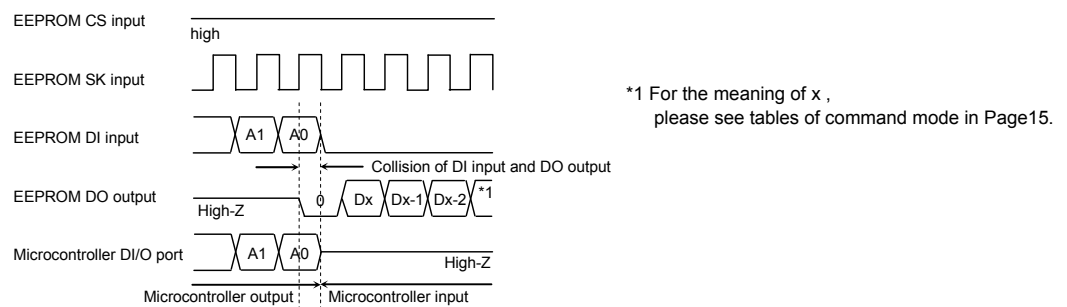 EEPROM CS input
high
EEPROM SK input
*1 For the meaning of x ,
please see tables of command mode in Page15.
EEPROM DI input
A1 A0
Collision of DI input and DO output
EEPROM DO output
High-Z
0 Dx Dx-1 Dx-2 *1
Microcontroller DI/O port
A1 A0
High-Z
Microcontroller output Microcontroller input